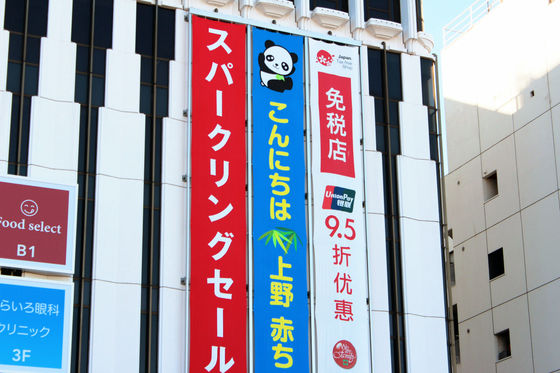 スパークリングセール
こんにちは
上野 赤ち
Japan
Tax-free
Shop
免税店
UnionPay
银联
9.5折优惠
Food select
B1
らいろ眼科
クリニック
3F